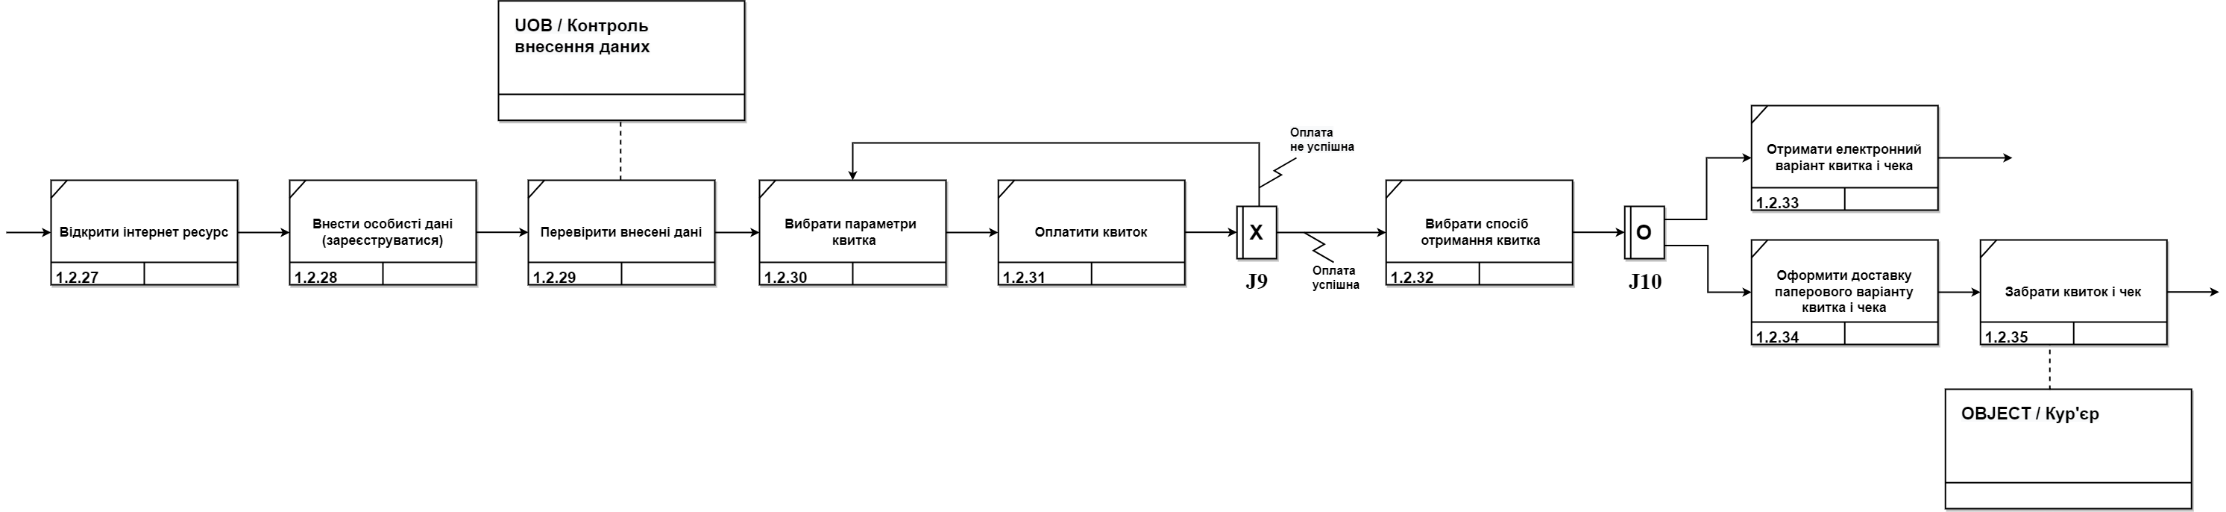 UOB / Контроль
внесення даних
Відкрити інтернет ресурс
1.2.27
Внести особисті дані
(зареєструватися)
1.2.28
Перевірити внесені дані
1.2.29
Вибрати параметри
квитка
1.2.30
Оплатити квиток
1.2.31
X
J9
Оплата
не успішна
Оплата
успішна
Вибрати спосіб
отримання квитка
1.2.32
O
J10
Отримати електронний
варіант квитка і чека
1.2.33
Оформити доставку
паперового варіанту
квитка і чека
1.2.34
Забрати квиток і чек
1.2.35
OBJECT / Кур'єр